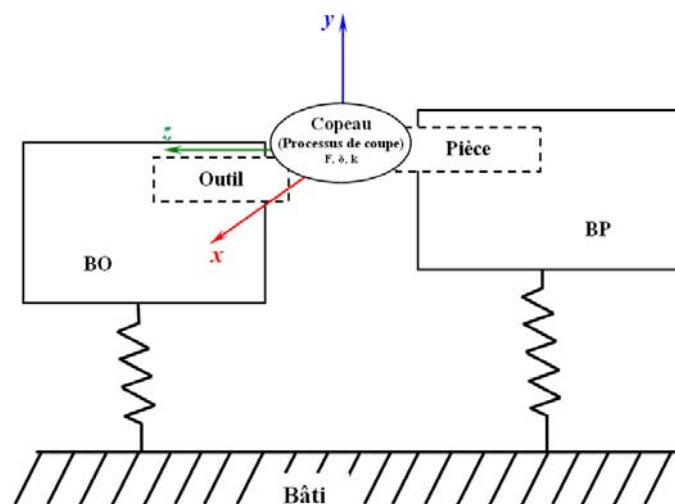 y
Copeau
(Processus de coupe)
F, δ, k
z
Outil
Pièce
x
BO
BP
Bâti